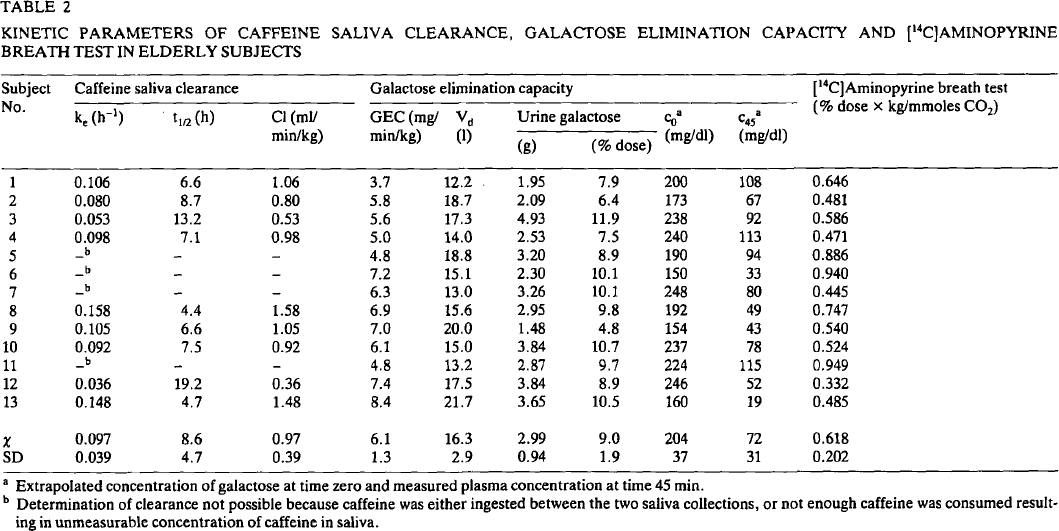 TABLE 2
KINETIC PARAMETERS OF CAFFEINE SALIVA CLEARANCE, GALACTOSE ELIMINATION CAPACITY AND [¹⁴C]AMINOPYRINE
BREATH TEST IN ELDERLY SUBJECTS
Subject Caffeine saliva clearance Galactose elimination capacity [¹⁴C]Aminopyrine breath test
No. (% dose × kg/mmoles CO₂)
kₑ (h⁻¹) t₁/₂ (h) Cl (ml/ GEC (mg/ V_d Urine galactose c₀ᵃ c₄₅ᵃ
min/kg) min/kg) (l) (g) (% dose) (mg/dl) (mg/dl)
1 0.106 6.6 1.06 3.7 12.2 1.95 7.9 200 108 0.646
2 0.080 8.7 0.80 5.8 18.7 2.09 6.4 173 67 0.481
3 0.053 13.2 0.53 5.6 17.3 4.93 11.9 238 92 0.586
4 0.098 7.1 0.98 5.0 14.0 2.53 7.5 240 113 0.471
5 –ᵇ – – 4.8 18.8 3.20 8.9 190 94 0.886
6 –ᵇ – – 7.2 15.1 2.30 10.1 150 33 0.940
7 –ᵇ – – 6.3 13.0 3.26 10.1 248 80 0.445
8 0.158 4.4 1.58 6.9 15.6 2.95 9.8 192 49 0.747
9 0.105 6.6 1.05 7.0 20.0 1.48 4.8 154 43 0.540
10 0.092 7.5 0.92 6.1 15.0 3.84 10.7 237 78 0.524
11 –ᵇ – – 4.8 13.2 2.87 9.7 224 115 0.949
12 0.036 19.2 0.36 7.4 17.5 3.84 8.9 246 52 0.332
13 0.148 4.7 1.48 8.4 21.7 3.65 10.5 160 19 0.485
χ 0.097 8.6 0.97 6.1 16.3 2.99 9.0 204 72 0.618
SD 0.039 4.7 0.39 1.3 2.9 0.94 1.9 37 31 0.202
ᵃ Extrapolated concentration of galactose at time zero and measured plasma concentration at time 45 min.
ᵇ Determination of clearance not possible because caffeine was either ingested between the two saliva collections, or not enough caffeine was consumed result-
ing in unmeasurable concentration of caffeine in saliva.